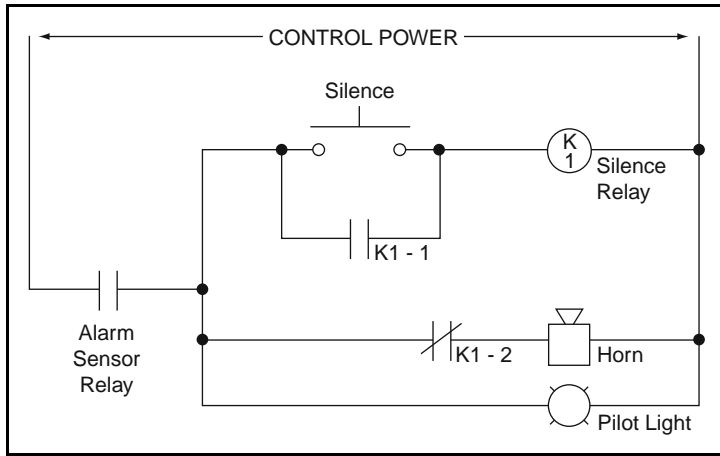 CONTROL POWER
Silence
K
1
Silence
Relay
K1 - 1
Alarm
Sensor
Relay
K1 - 2
Horn
Pilot Light